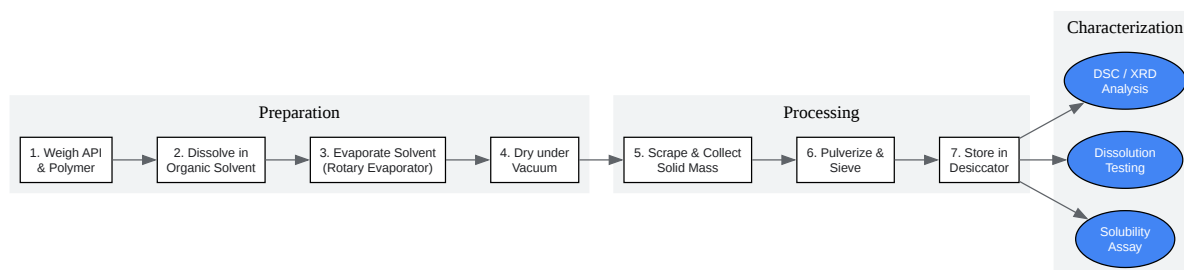 Preparation
1. Weigh API
& Polymer
2. Dissolve in
Organic Solvent
3. Evaporate Solvent
(Rotary Evaporator)
4. Dry under
Vacuum
Processing
5. Scrape & Collect
Solid Mass
6. Pulverize &
Sieve
7. Store in
Desiccator
Characterization
DSC / XRD
Analysis
Dissolution
Testing
Solubility
Assay